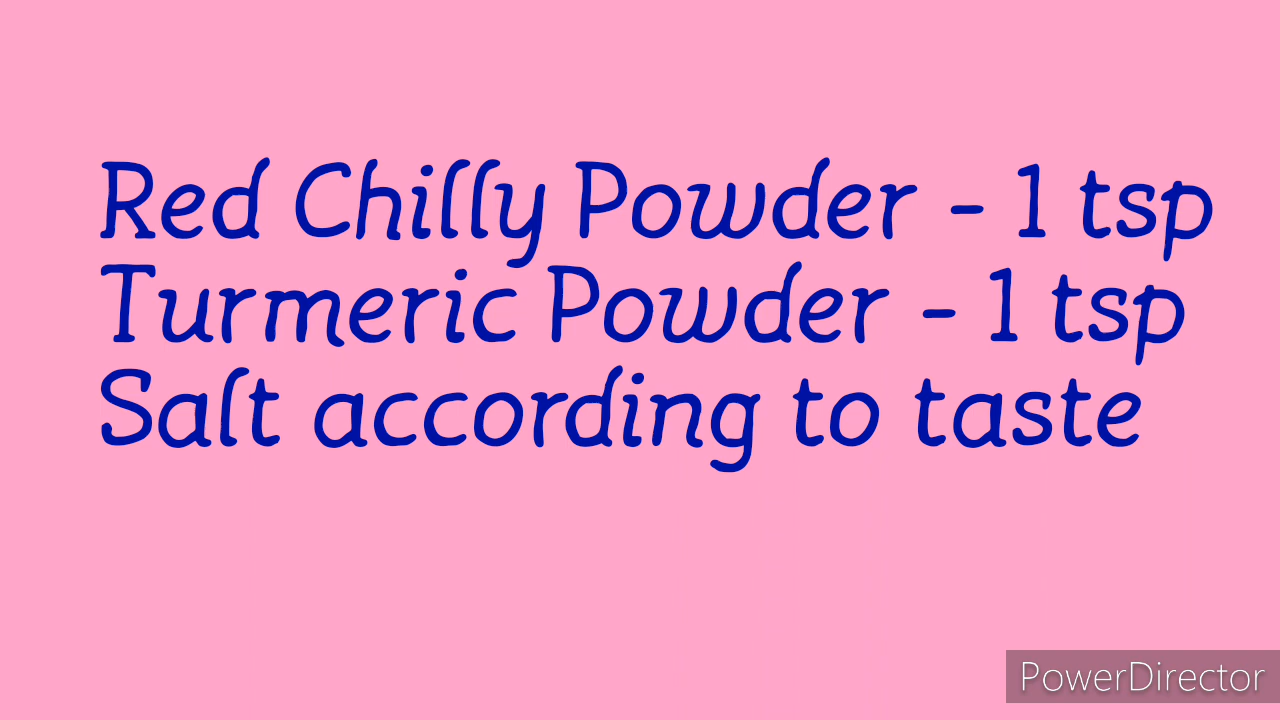 Red Chilly Powder - 1 tsp
Turmeric Powder - 1 tsp
Salt according to taste
PowerDirector